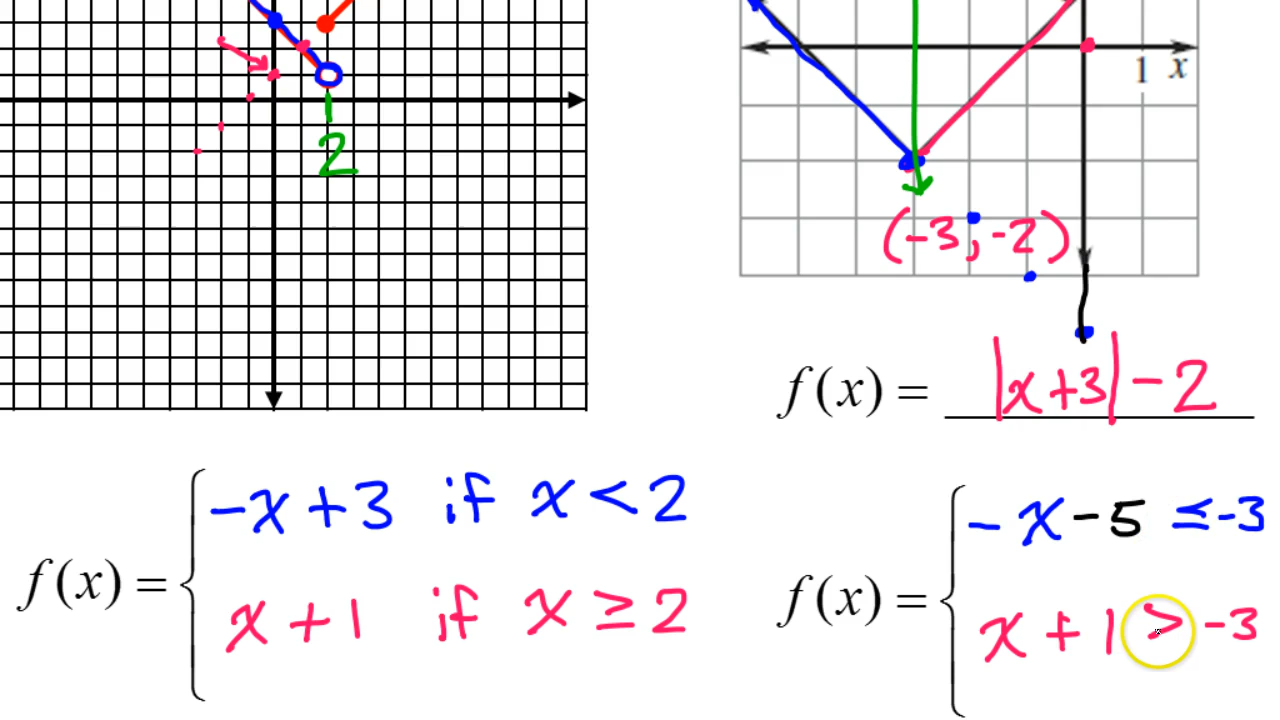 2
1 x
(-3, -2)
f(x) = |x+3| - 2
f(x) = { -x + 3 if x < 2
x + 1 if x ≥ 2
f(x) = { -x - 5 ≤ -3
x + 1 > -3